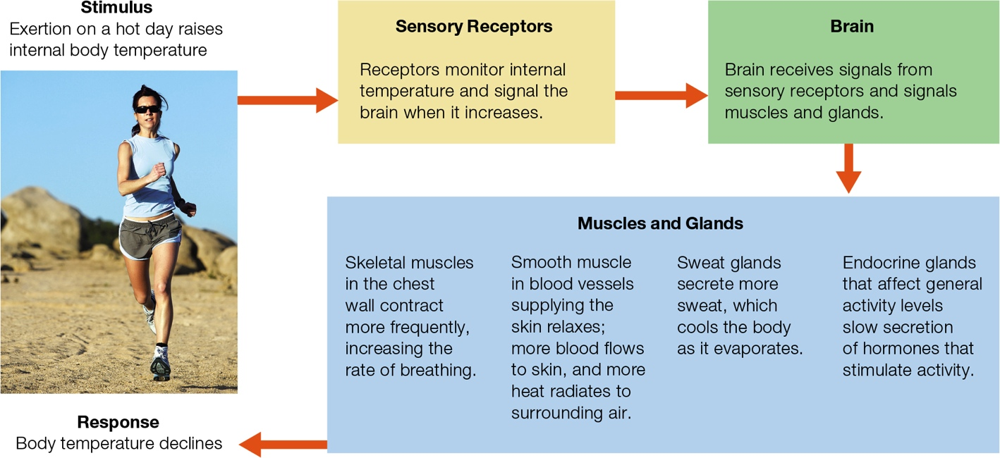 Stimulus
Exertion on a hot day raises
internal body temperature
Sensory Receptors
Receptors monitor internal
temperature and signal the
brain when it increases.
Brain
Brain receives signals from
sensory receptors and signals
muscles and glands.
Muscles and Glands
Skeletal muscles
in the chest
wall contract
more frequently,
increasing the
rate of breathing.
Smooth muscle
in blood vessels
supplying the
skin relaxes;
more blood flows
to skin, and more
heat radiates to
surrounding air.
Sweat glands
secrete more
sweat, which
cools the body
as it evaporates.
Endocrine glands
that affect general
activity levels
slow secretion
of hormones that
stimulate activity.
Response
Body temperature declines